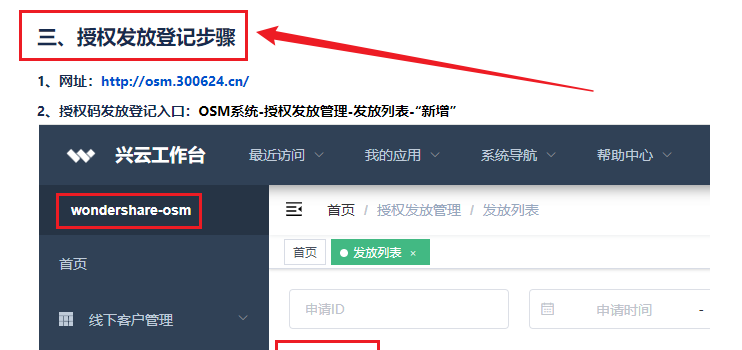 三、授权发放登记步骤
1、网址：http://osm.300624.cn/
2、授权码发放登记入口：OSM系统-授权发放管理-发放列表-“新增”
兴云工作台 最近访问 我的应用 系统导航 帮助中心
wondershare-osm 首页 / 授权发放管理 / 发放列表
首页 首页 发放列表 ×
线下客户管理 申请ID 申请时间 -